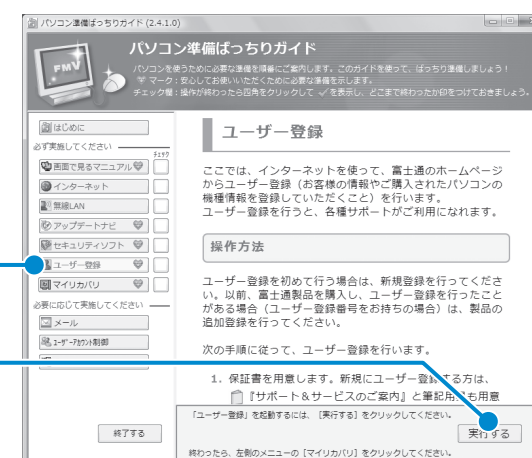 パソコン準備ばっちりガイド (2.4.1.0)
FMV
パソコン準備ばっちりガイド
パソコンを使うために必要な準備を順番にご案内します。このガイドを使って、ばっちり準備しましょう！
マーク：安心してお使いいただくために必要な準備を示します。
チェック欄：操作が終わったら四角をクリックして ✓ を表示し、どこまで終わったか印をつけておきましょう。
はじめに
必ず実施してください
チェック
画面で見るマニュアル
インターネット
無線LAN
アップデートナビ
セキュリティソフト
ユーザー登録
マイリカバリ
必要に応じて実施してください
メール
ユーザーアカウント制御
終了する
ユーザー登録
ここでは、インターネットを使って、富士通のホームページ
からユーザー登録（お客様の情報やご購入されたパソコンの
機種情報を登録していただくこと）を行います。
ユーザー登録を行うと、各種サポートがご利用になれます。
操作方法
ユーザー登録を初めて行う場合は、新規登録を行ってくださ
い。以前、富士通製品を購入し、ユーザー登録を行ったこと
がある場合（ユーザー登録番号をお持ちの場合）は、製品の
追加登録を行ってください。
次の手順に従って、ユーザー登録を行います。
1. 保証書を用意します。新規にユーザー登録する方は、
『サポート＆サービスのご案内』と筆記用具も用意
「ユーザー登録」を起動するには、［実行する］をクリックしてください。
実行する
終わったら、左側のメニューの［マイリカバリ］をクリックしてください。